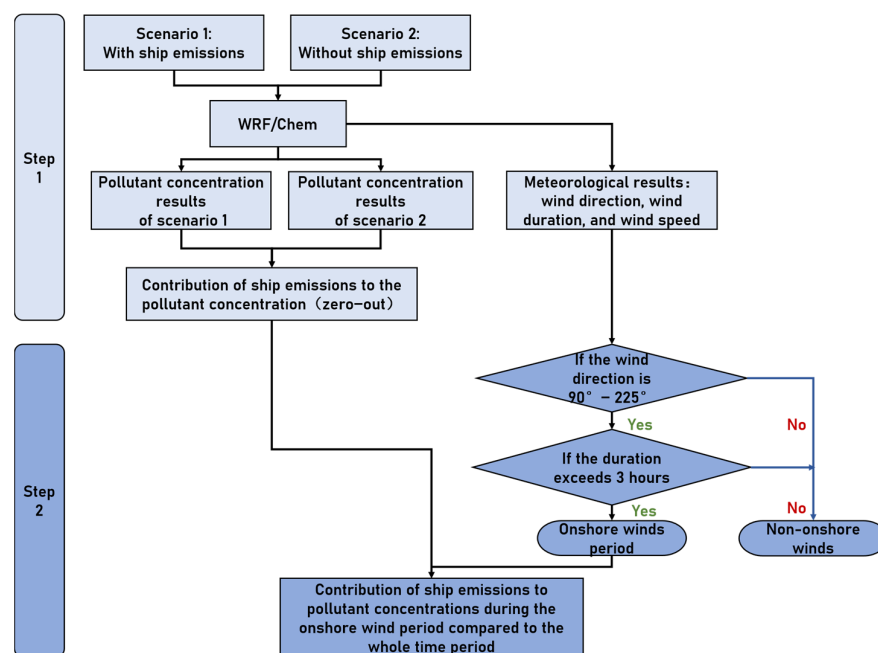 Scenario 1:
With ship emissions
Scenario 2:
Without ship emissions
WRF/Chem
Step
1
Pollutant concentration
results
of scenario 1
Pollutant concentration
results
of scenario 2
Meteorological results：
wind direction, wind
duration, and wind speed
Contribution of ship emissions to the
pollutant concentration（zero-out）
If the wind
direction is
90° - 225°
Yes
No
If the duration
exceeds 3 hours
Step
2
Yes
No
Onshore winds
period
Non-onshore
winds
Contribution of ship emissions to
pollutant concentrations during the
onshore wind period compared to the
whole time period